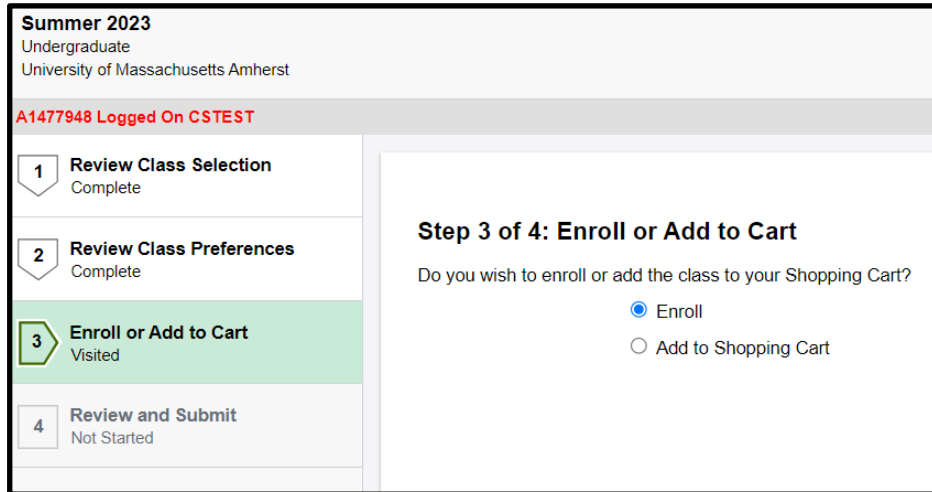 Summer 2023
Undergraduate
University of Massachusetts Amherst
A1477948 Logged On CSTEST
1
Review Class Selection
Complete
2
Review Class Preferences
Complete
3
Enroll or Add to Cart
Visited
4
Review and Submit
Not Started
Step 3 of 4: Enroll or Add to Cart
Do you wish to enroll or add the class to your Shopping Cart?
Enroll
Add to Shopping Cart